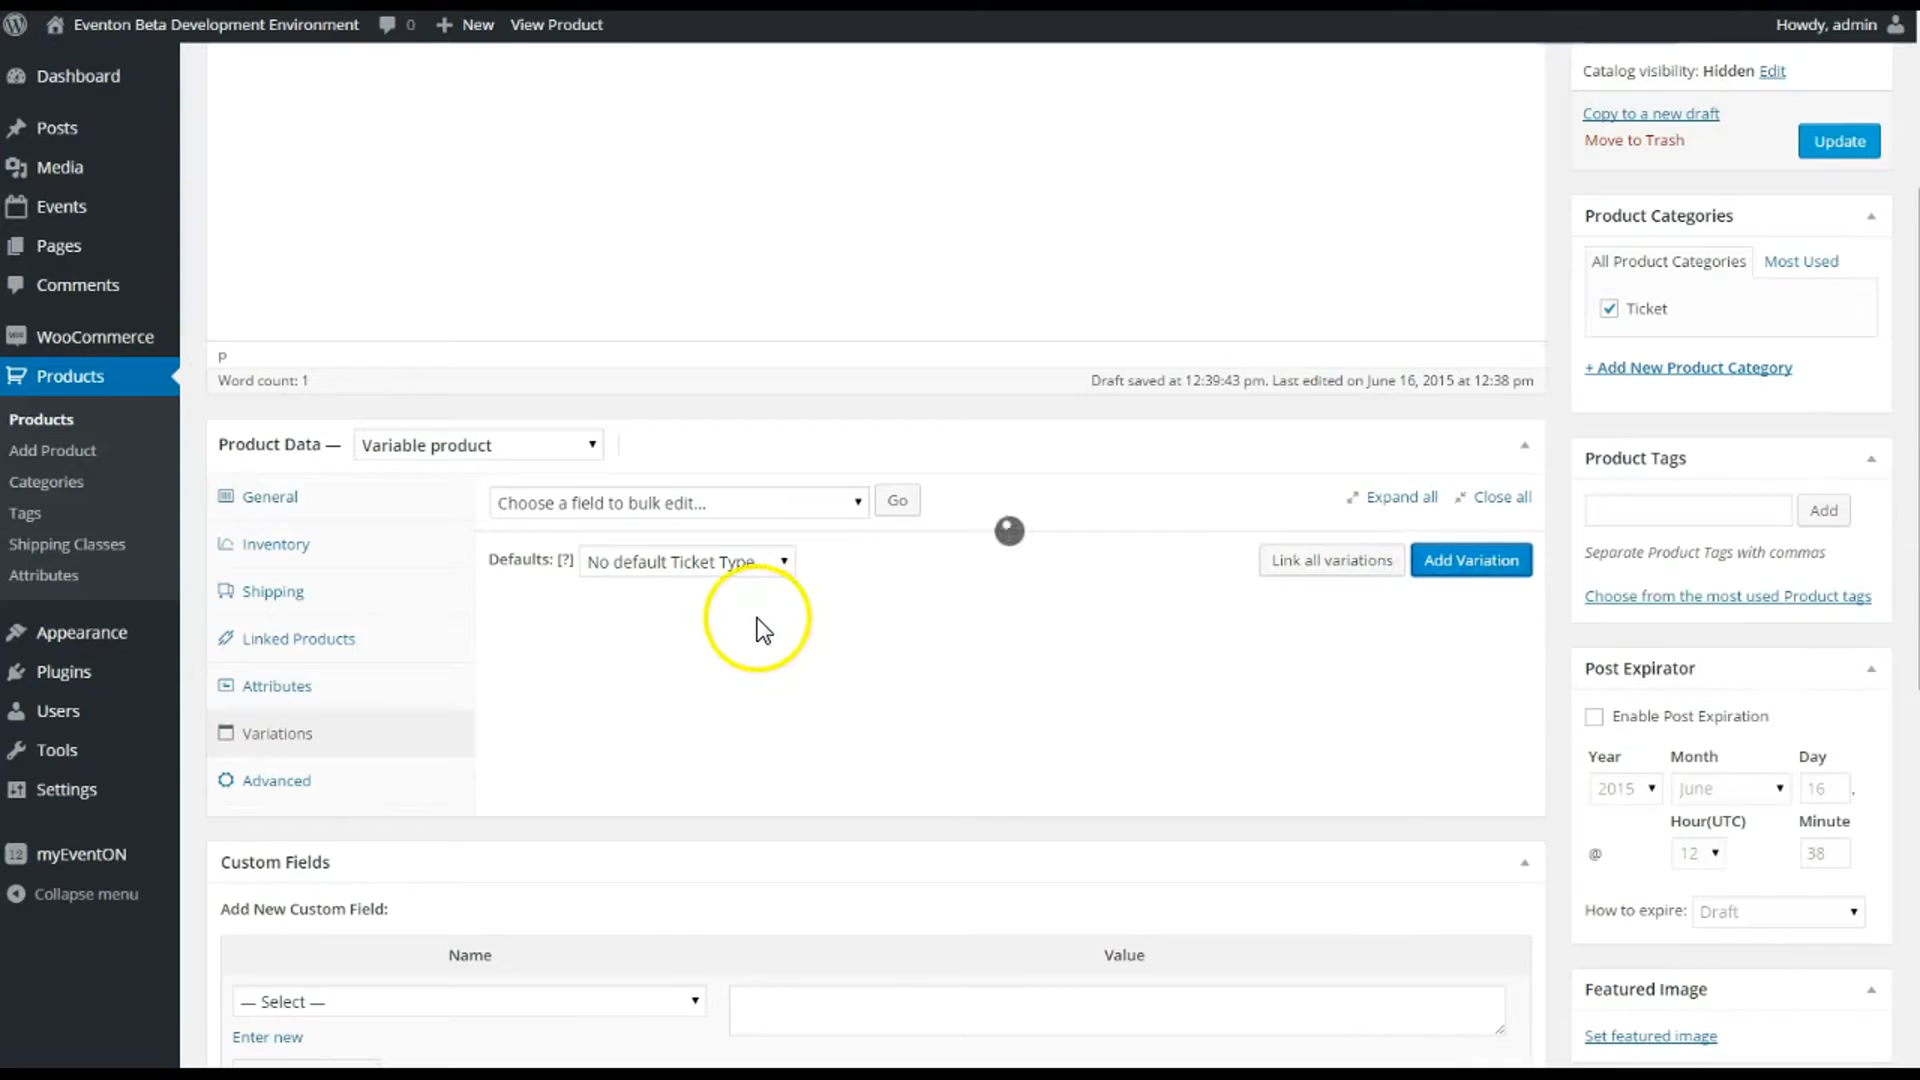 Eventon Beta Development Environment 0 New View Product Howdy, admin
Dashboard
Posts
Media
Events
Pages
Comments
WooCommerce
Products
Products
Add Product
Categories
Tags
Shipping Classes
Attributes
Appearance
Plugins
Users
Tools
Settings
myEventON
Collapse menu
p
Word count: 1
Draft saved at 12:39:43 pm. Last edited on June 16, 2015 at 12:38 pm
Product Data — Variable product
General
Inventory
Shipping
Linked Products
Attributes
Variations
Advanced
Choose a field to bulk edit... Go Expand all Close all
Defaults: [?] No default Ticket Type... Link all variations Add Variation
Custom Fields
Add New Custom Field:
Name Value
— Select —
Enter new
Catalog visibility: Hidden Edit
Copy to a new draft
Move to Trash
Update
Product Categories
All Product Categories Most Used
Ticket
+ Add New Product Category
Product Tags
Add
Separate Product Tags with commas
Choose from the most used Product tags
Post Expirator
Enable Post Expiration
Year Month Day
2015 June 16 ,
Hour(UTC) Minute
@ 12 38
How to expire: Draft
Featured Image
Set featured image